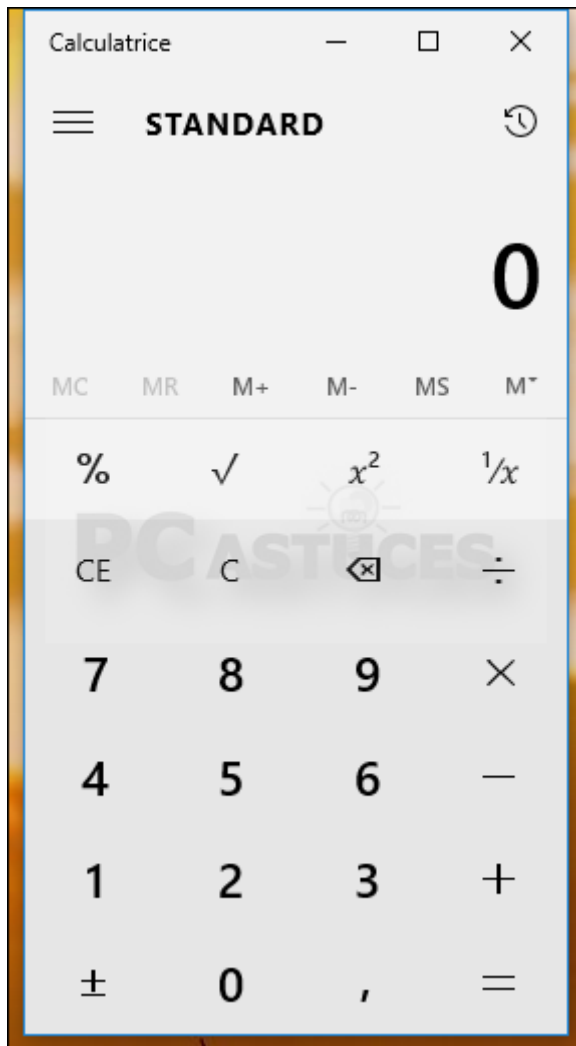 Calculatrice
STANDARD
0
MC MR M+ M- MS M
% √ x² ¹/x
PC ASTUCES
CE C ÷
7 8 9 ×
4 5 6 −
1 2 3 +
± 0 , =